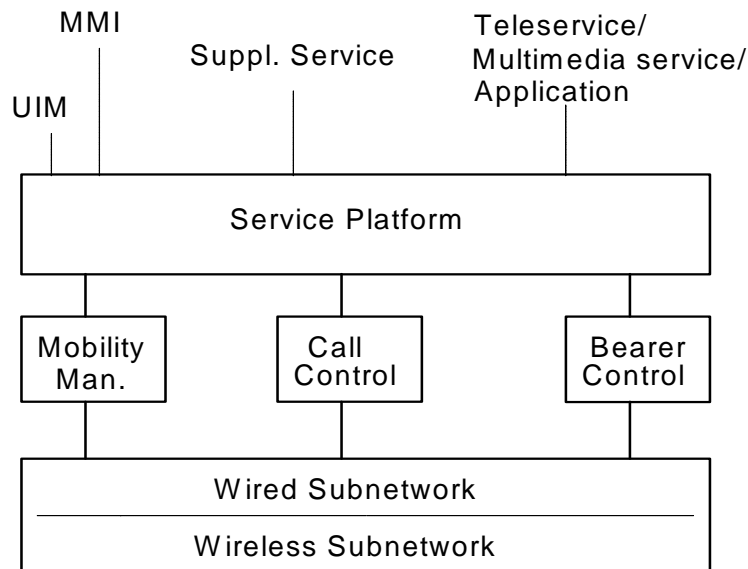 MMI
Suppl. Service
Teleservice/
Multimedia service/
Application
UIM
Service Platform
Mobility
Man.
Call
Control
Bearer
Control
Wired Subnetwork
Wireless Subnetwork